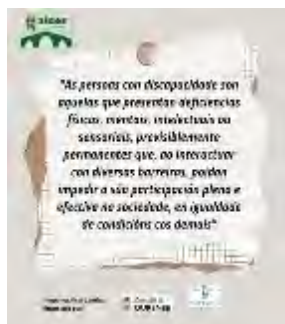 "As persoas con discapacidade son
aquelas que presentan deficiencias
físicas, mentais, intelectuais ou
sensoriais, previsiblemente
permanentes que, ao interactuar
con diversas barreiras, poidan
impedir a súa participación plena e
efectiva na sociedade, en igualdade
de condicións cos demais"